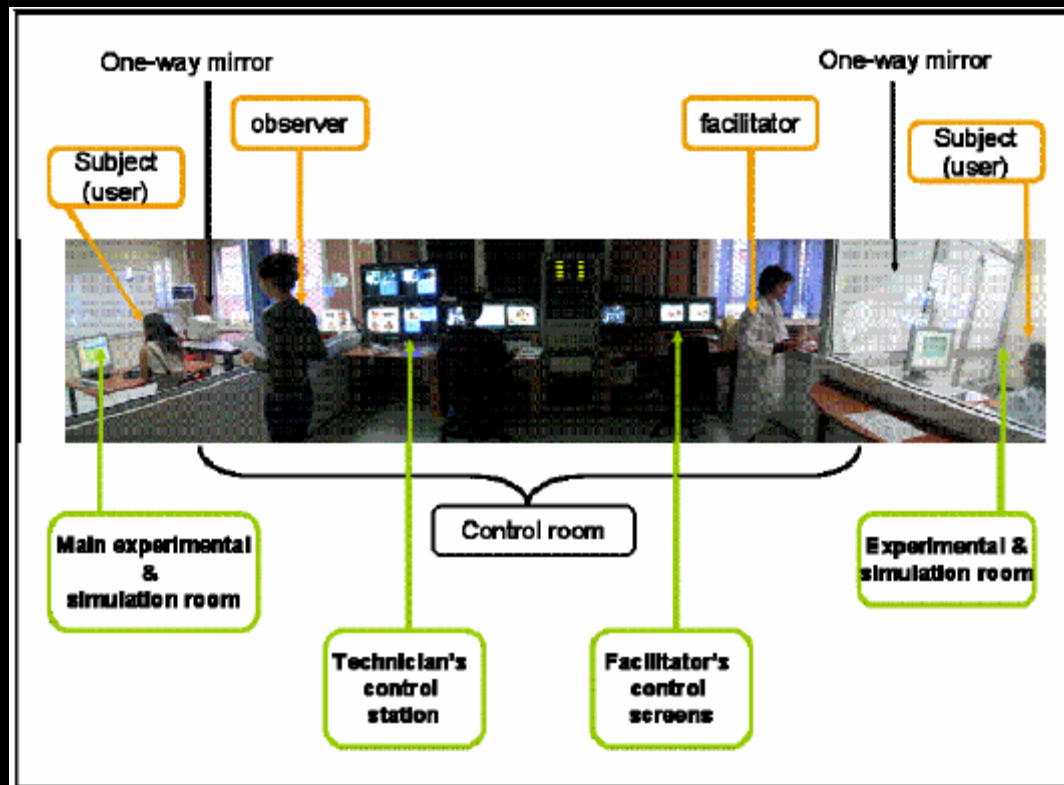 One-way mirror
One-way mirror
observer
facilitator
Subject
(user)
Subject
(user)
Control room
Main experimental
&
simulation room
Experimental &
simulation room
Technician's
control
station
Facilitator's
control
screens